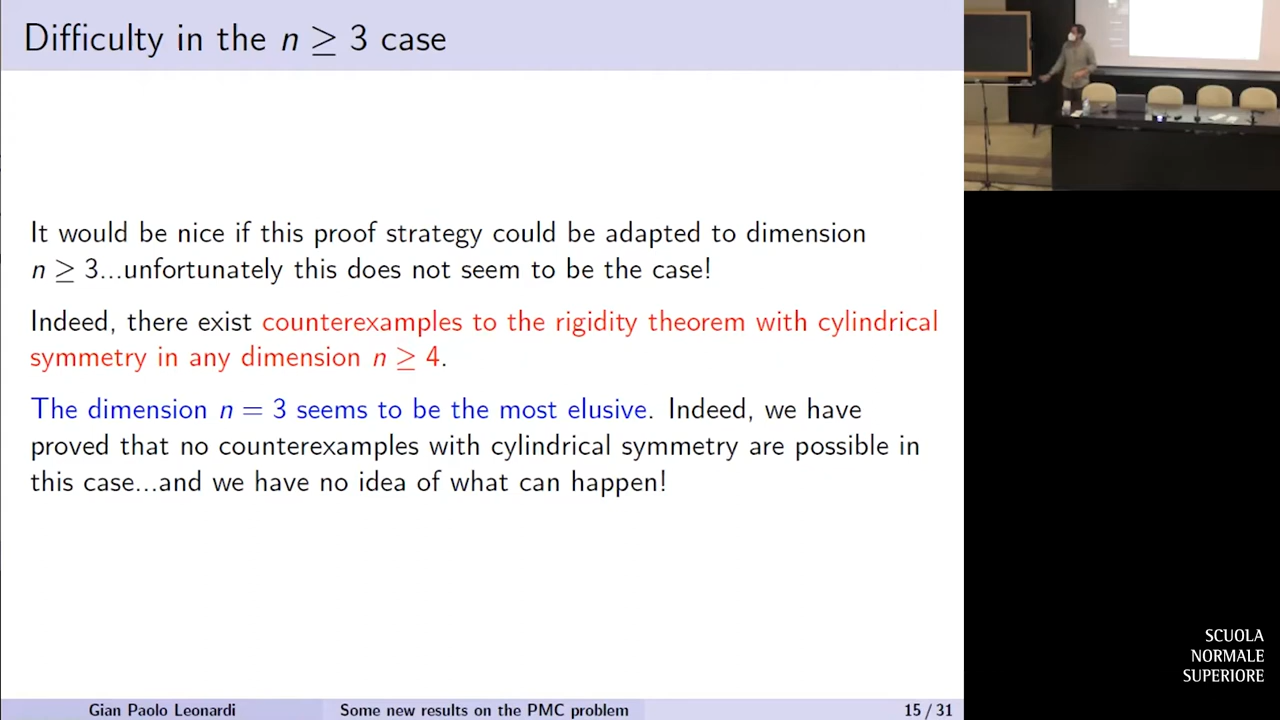 Difficulty in the n ≥ 3 case
It would be nice if this proof strategy could be adapted to dimension
n ≥ 3...unfortunately this does not seem to be the case!
Indeed, there exist counterexamples to the rigidity theorem with cylindrical
symmetry in any dimension n ≥ 4.
The dimension n = 3 seems to be the most elusive. Indeed, we have
proved that no counterexamples with cylindrical symmetry are possible in
this case...and we have no idea of what can happen!
Gian Paolo Leonardi
Some new results on the PMC problem
15 / 31
SCUOLA
NORMALE
SUPERIORE